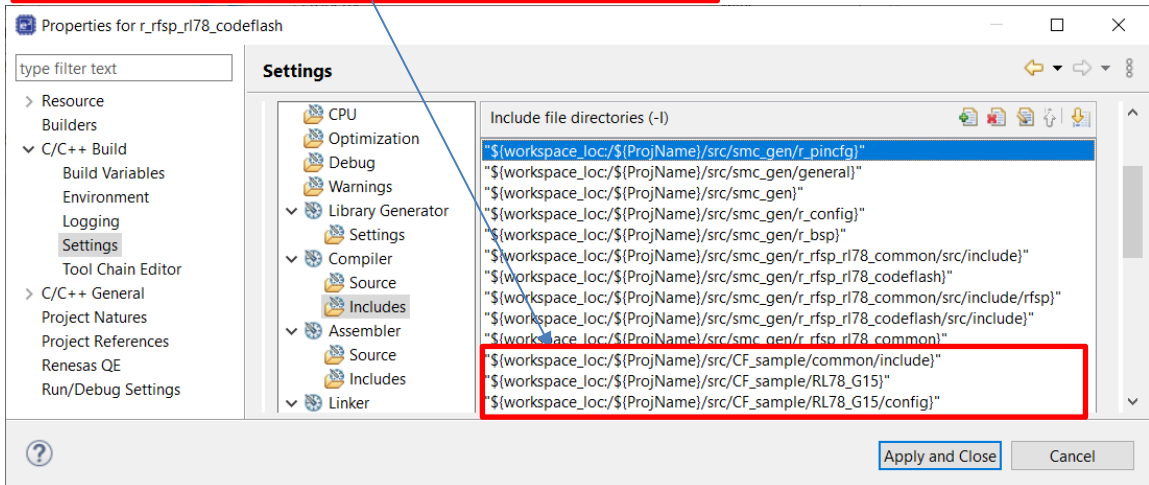 Properties for r_rfsp_rl78_codeflash
type filter text
Settings
Resource
Builders
C/C++ Build
Build Variables
Environment
Logging
Settings
Tool Chain Editor
C/C++ General
Project Natures
Project References
Renesas QE
Run/Debug Settings
CPU
Optimization
Debug
Warnings
Library Generator
Settings
Compiler
Source
Includes
Assembler
Source
Includes
Linker
Include file directories (-I)
"${workspace_loc:/${ProjName}/src/smc_gen/r_pincfg}"
"${workspace_loc:/${ProjName}/src/smc_gen/general}"
"${workspace_loc:/${ProjName}/src/smc_gen}"
"${workspace_loc:/${ProjName}/src/smc_gen/r_config}"
"${workspace_loc:/${ProjName}/src/smc_gen/r_bsp}"
"${workspace_loc:/${ProjName}/src/smc_gen/r_rfsp_rl78_common/src/include}"
"${workspace_loc:/${ProjName}/src/smc_gen/r_rfsp_rl78_codeflash}"
"${workspace_loc:/${ProjName}/src/smc_gen/r_rfsp_rl78_common/src/include/rfsp}"
"${workspace_loc:/${ProjName}/src/smc_gen/r_rfsp_rl78_codeflash/src/include}"
"${workspace_loc:/${ProjName}/src/smc_gen/r_rfsp_rl78_common}"
"${workspace_loc:/${ProjName}/src/CF_sample/common/include}"
"${workspace_loc:/${ProjName}/src/CF_sample/RL78_G15}"
"${workspace_loc:/${ProjName}/src/CF_sample/RL78_G15/config}"
Apply and Close
Cancel